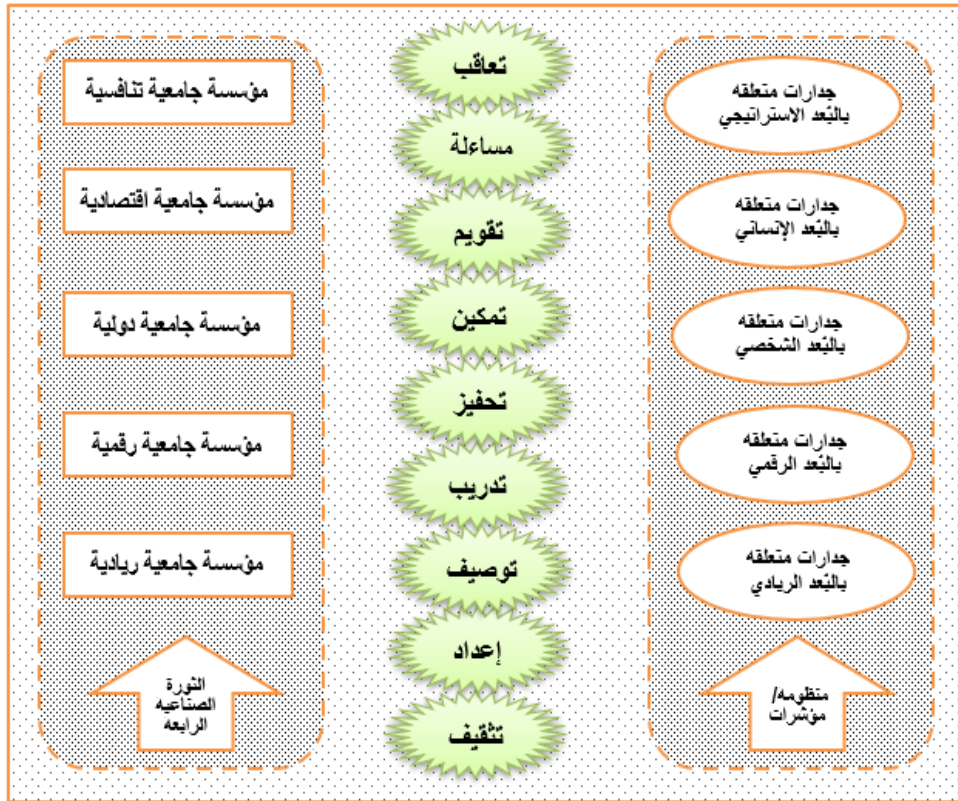 جدارات متعلقه
بالبُعد الاستراتيجي
جدارات متعلقه
بالبُعد الإنساني
جدارات متعلقه
بالبُعد الشخصي
جدارات متعلقه
بالبُعد الرقمي
جدارات متعلقه
بالبُعد الريادي
منظومه/
مؤشرات
تعاقب
مساءلة
تقويم
تمكين
تحفيز
تدريب
توصيف
إعداد
تثقيف
مؤسسة جامعية تنافسية
مؤسسة جامعية اقتصادية
مؤسسة جامعية دولية
مؤسسة جامعية رقمية
مؤسسة جامعية ريادية
الثورة
الصناعيه
الرابعه